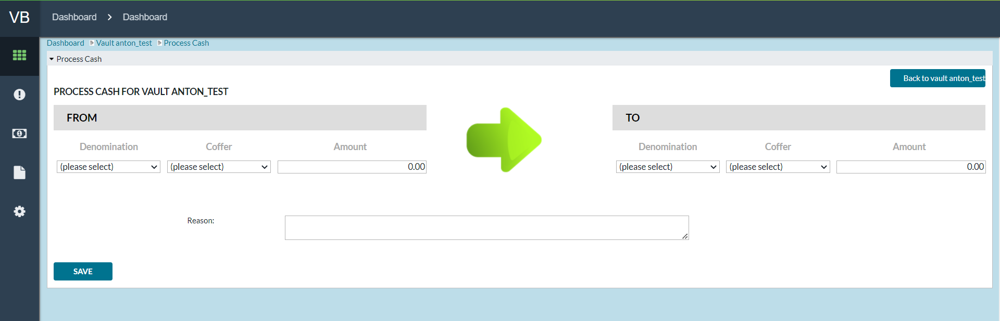 VB Dashboard Dashboard
Dashboard Vault anton_test Process Cash
Process Cash
Back to vault anton_test
PROCESS CASH FOR VAULT ANTON_TEST
FROM TO
Denomination Coffer Amount Denomination Coffer Amount
(please select) (please select) 0.00 (please select) (please select) 0.00
Reason:
SAVE